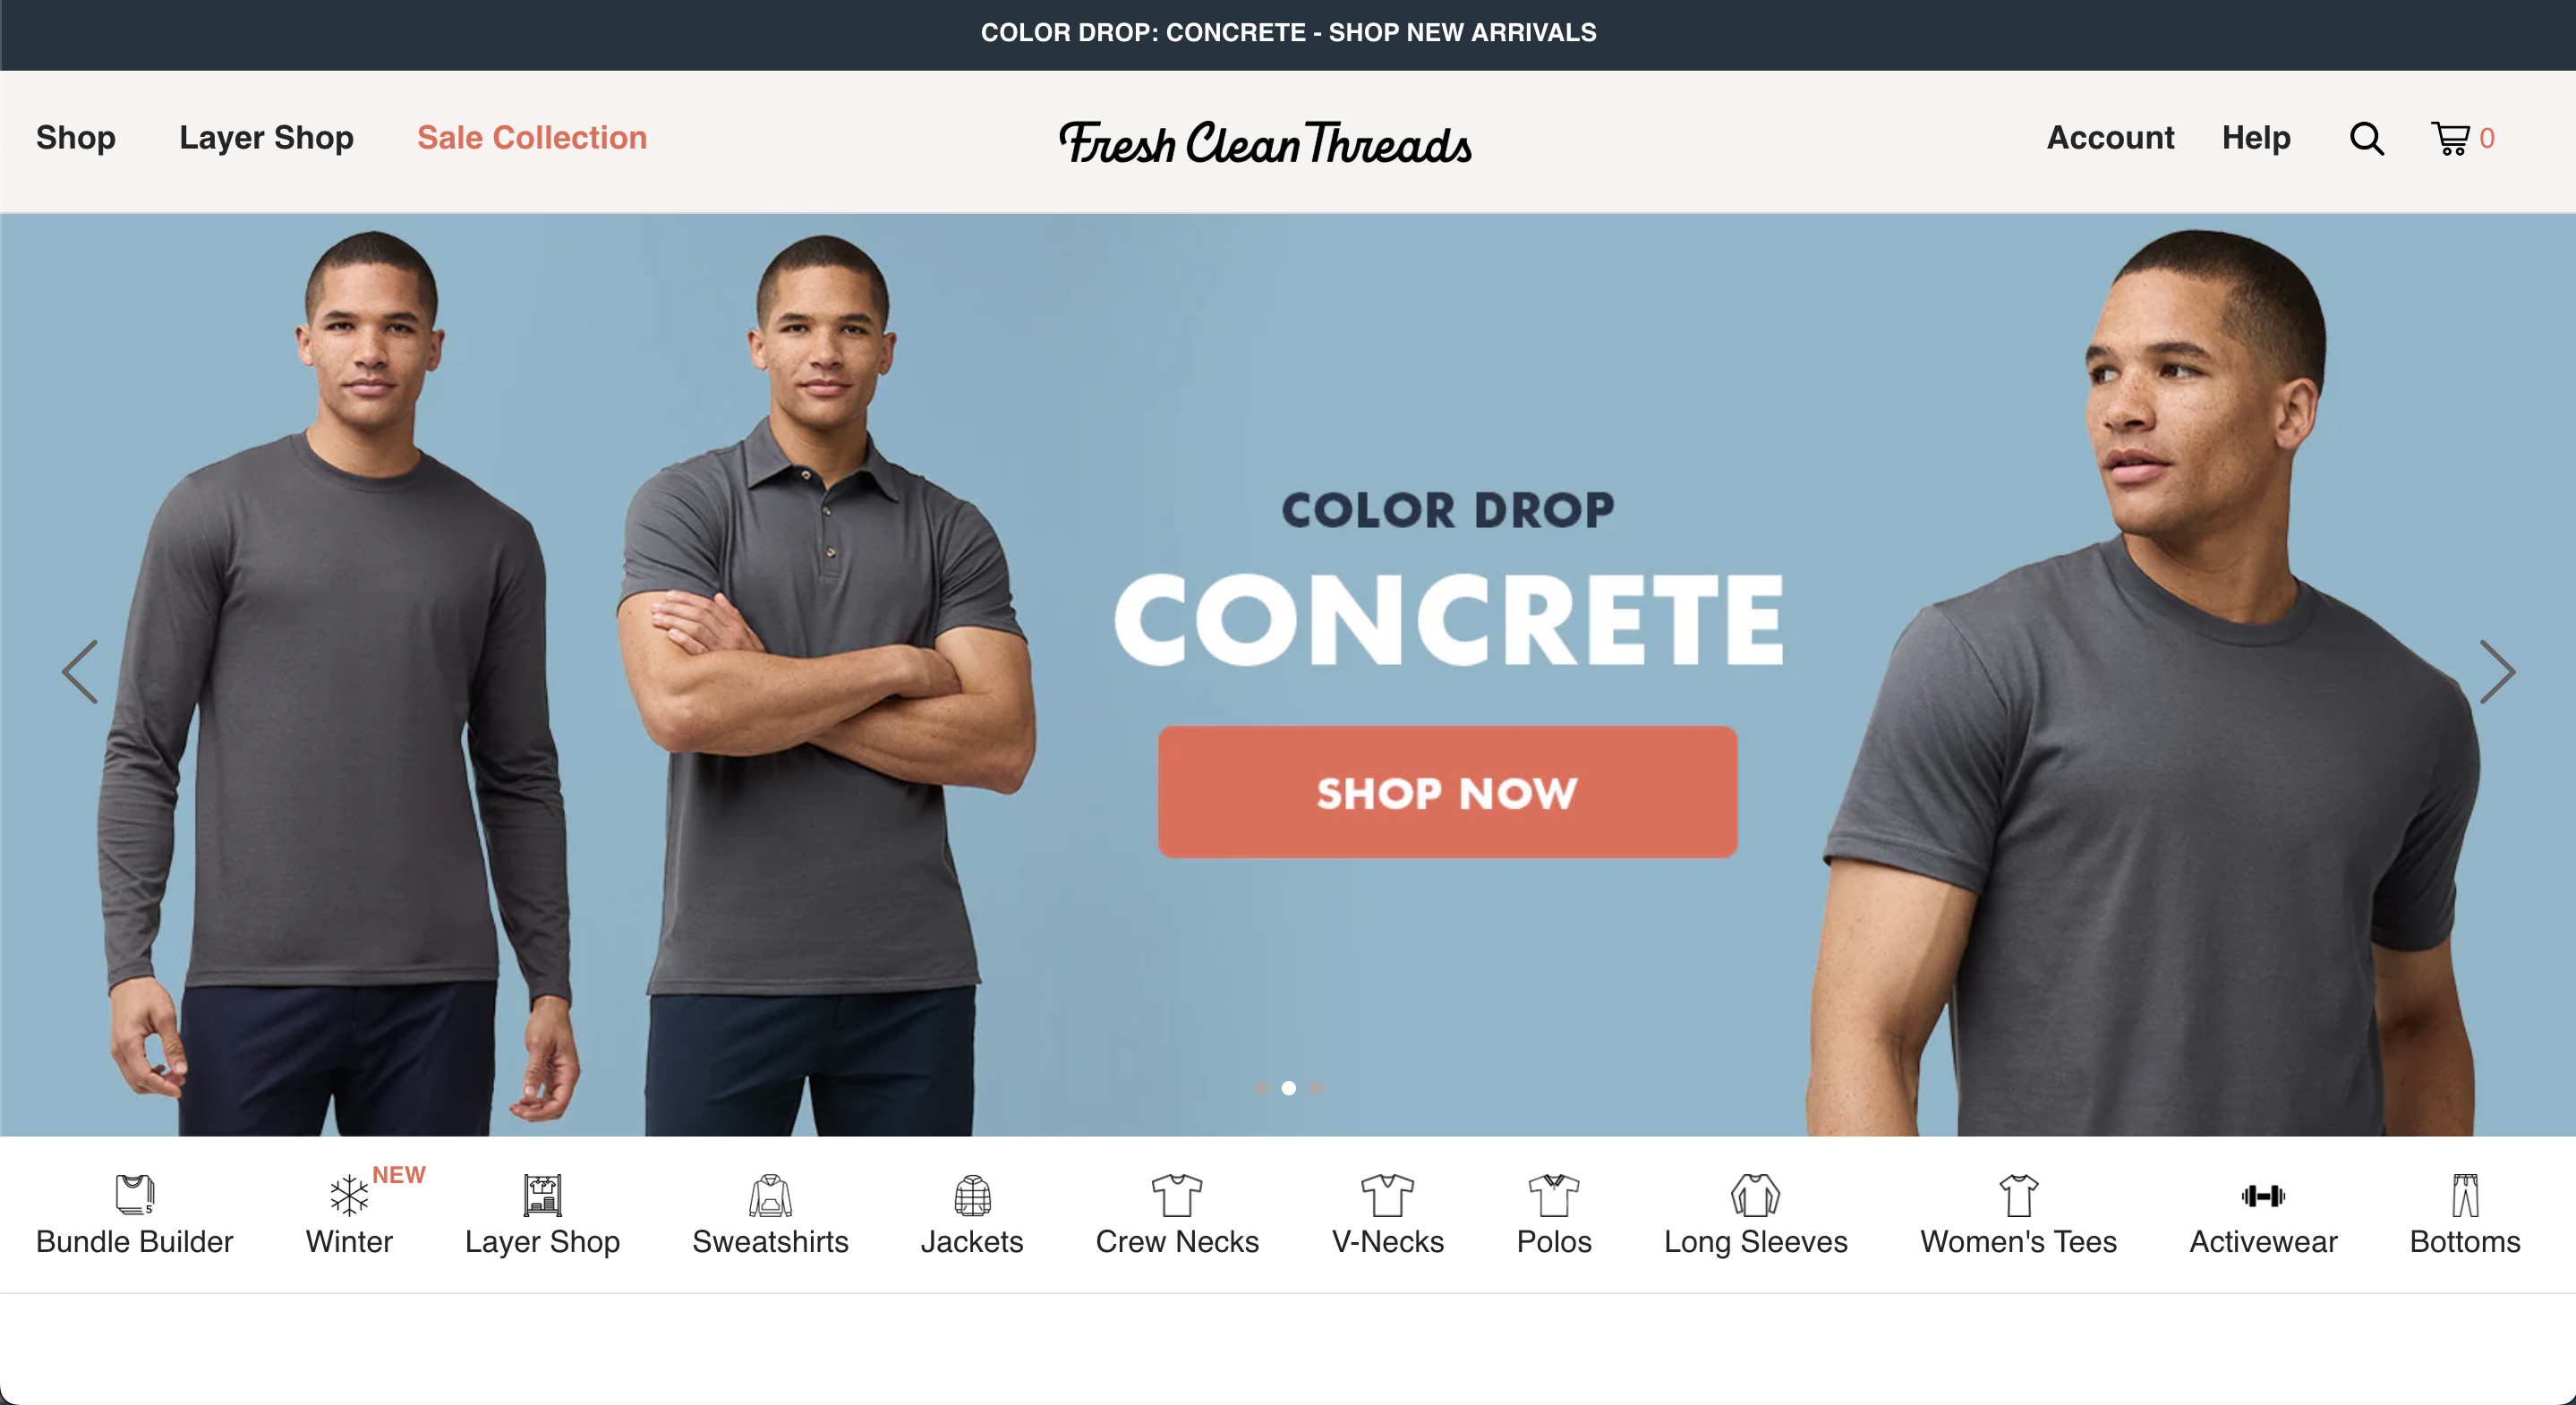 COLOR DROP: CONCRETE - SHOP NEW ARRIVALS
Shop Layer Shop Sale Collection Fresh Clean Threads Account Help 0
COLOR DROP
CONCRETE
SHOP NOW
NEW
5
Bundle Builder Winter Layer Shop Sweatshirts Jackets Crew Necks V-Necks Polos Long Sleeves Women's Tees Activewear Bottoms